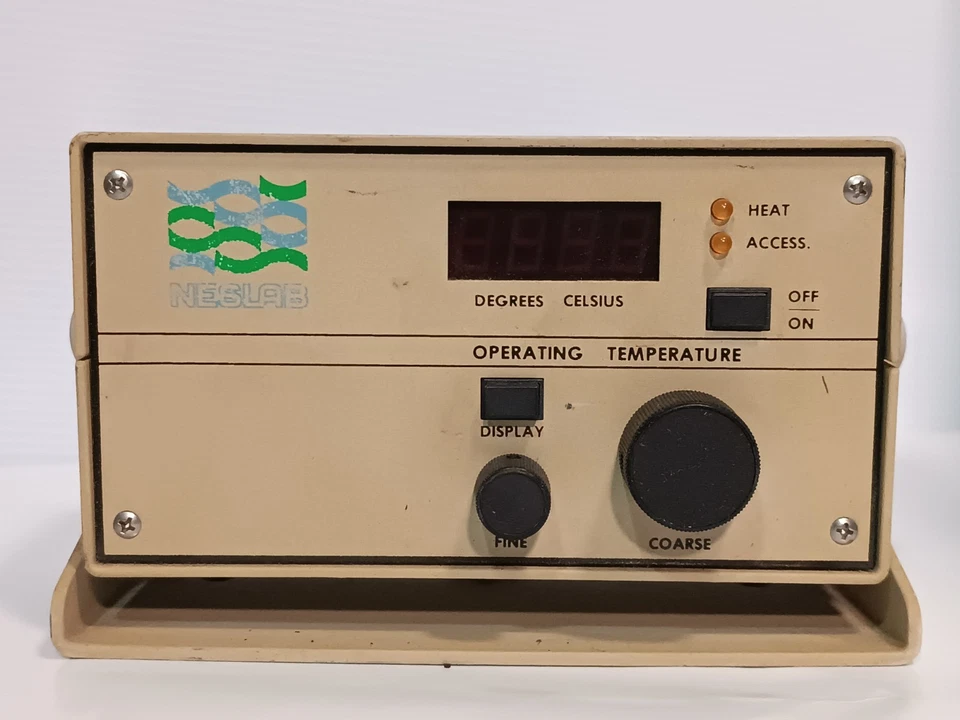 NESLAB
HEAT
ACCESS.
DEGREES CELSIUS
OFF
ON
OPERATING TEMPERATURE
DISPLAY
FINE
COARSE